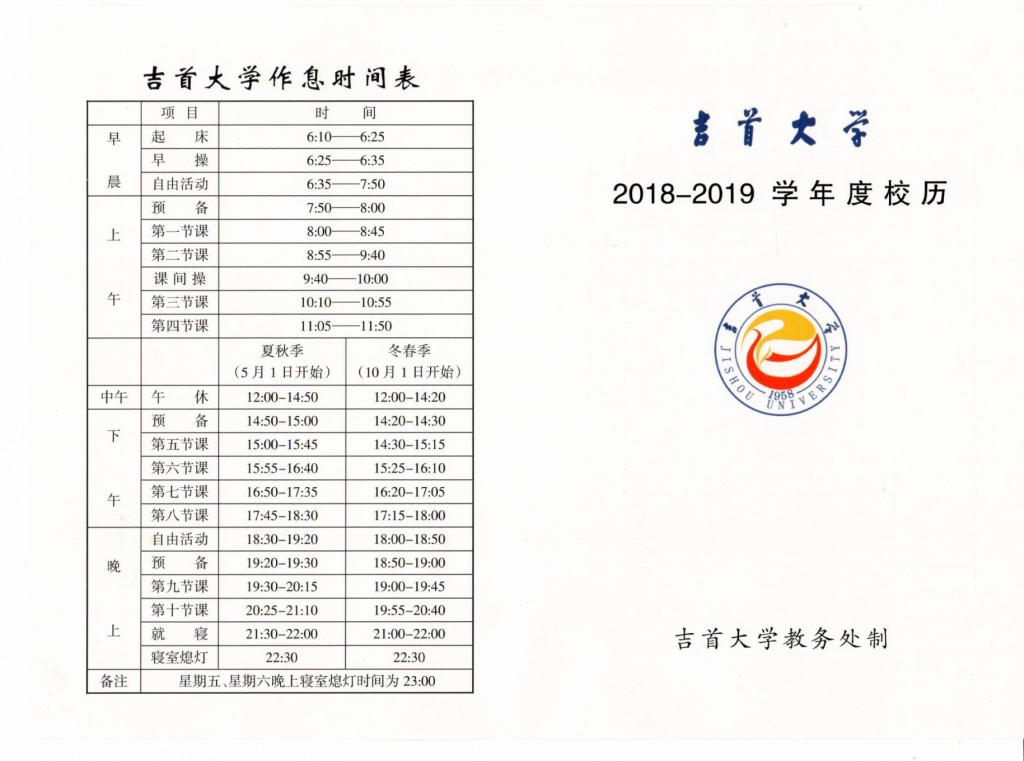 吉首大学作息时间表
项 目 时 间
早晨 起 床 6:10——6:25
早 操 6:25——6:35
自由活动 6:35——7:50
上午 预 备 7:50——8:00
第一节课 8:00——8:45
第二节课 8:55——9:40
课间操 9:40——10:00
第三节课 10:10——10:55
第四节课 11:05——11:50
夏秋季 冬春季
（5月1日开始） （10月1日开始）
中午 午 休 12:00-14:50 12:00-14:20
下午 预 备 14:50-15:00 14:20-14:30
第五节课 15:00-15:45 14:30-15:15
第六节课 15:55-16:40 15:25-16:10
第七节课 16:50-17:35 16:20-17:05
第八节课 17:45-18:30 17:15-18:00
晚上 自由活动 18:30-19:20 18:00-18:50
预 备 19:20-19:30 18:50-19:00
第九节课 19:30-20:15 19:00-19:45
第十节课 20:25-21:10 19:55-20:40
就 寝 21:30-22:00 21:00-22:00
寝室熄灯 22:30 22:30
备注 星期五、星期六晚上寝室熄灯时间为23:00
吉首大学
2018-2019 学年度校历
吉首大学
JISHOU UNIVERSITY
1958
吉首大学教务处制